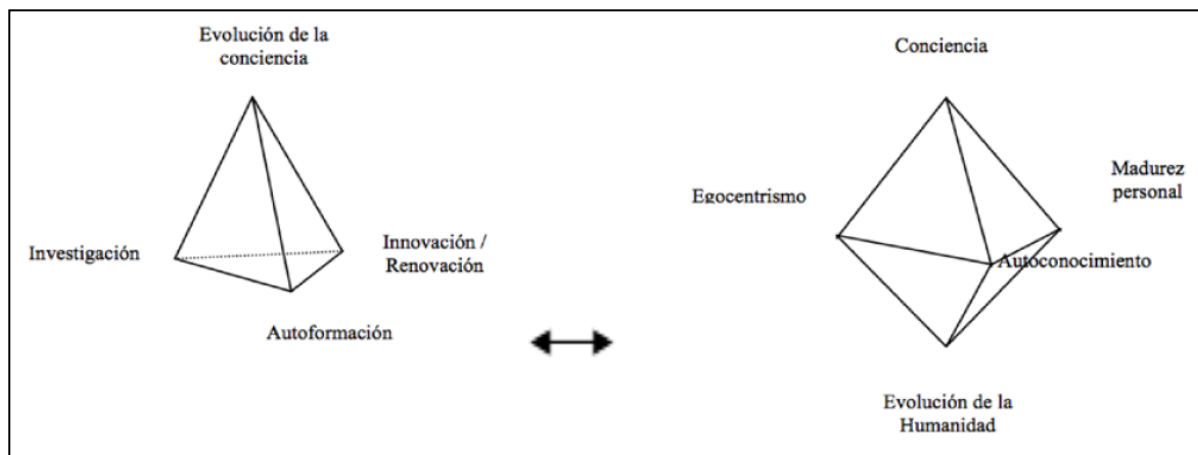 Evolución de la
conciencia
Investigación
Innovación /
Renovación
Autoformación
Conciencia
Egocentrismo
Madurez
personal
Autoconocimiento
Evolución de la
Humanidad